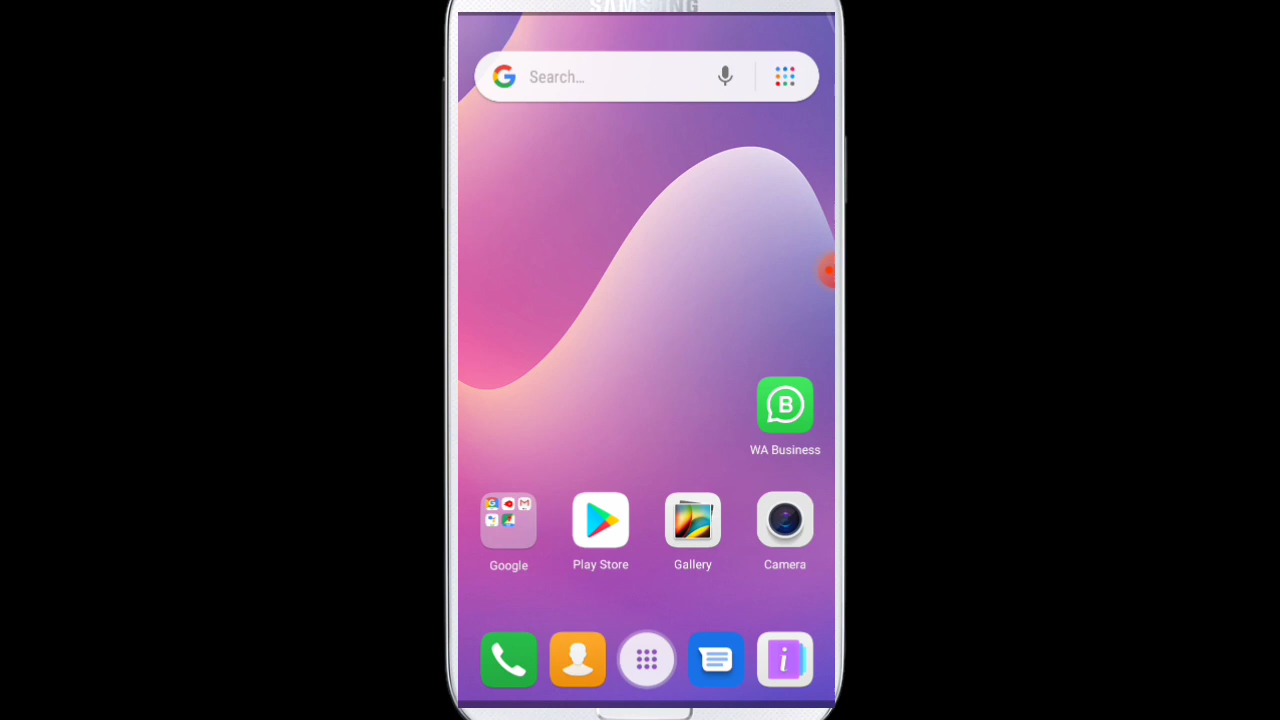 SAMSUNG
Search...
WA Business
Google
Play Store
Gallery
Camera